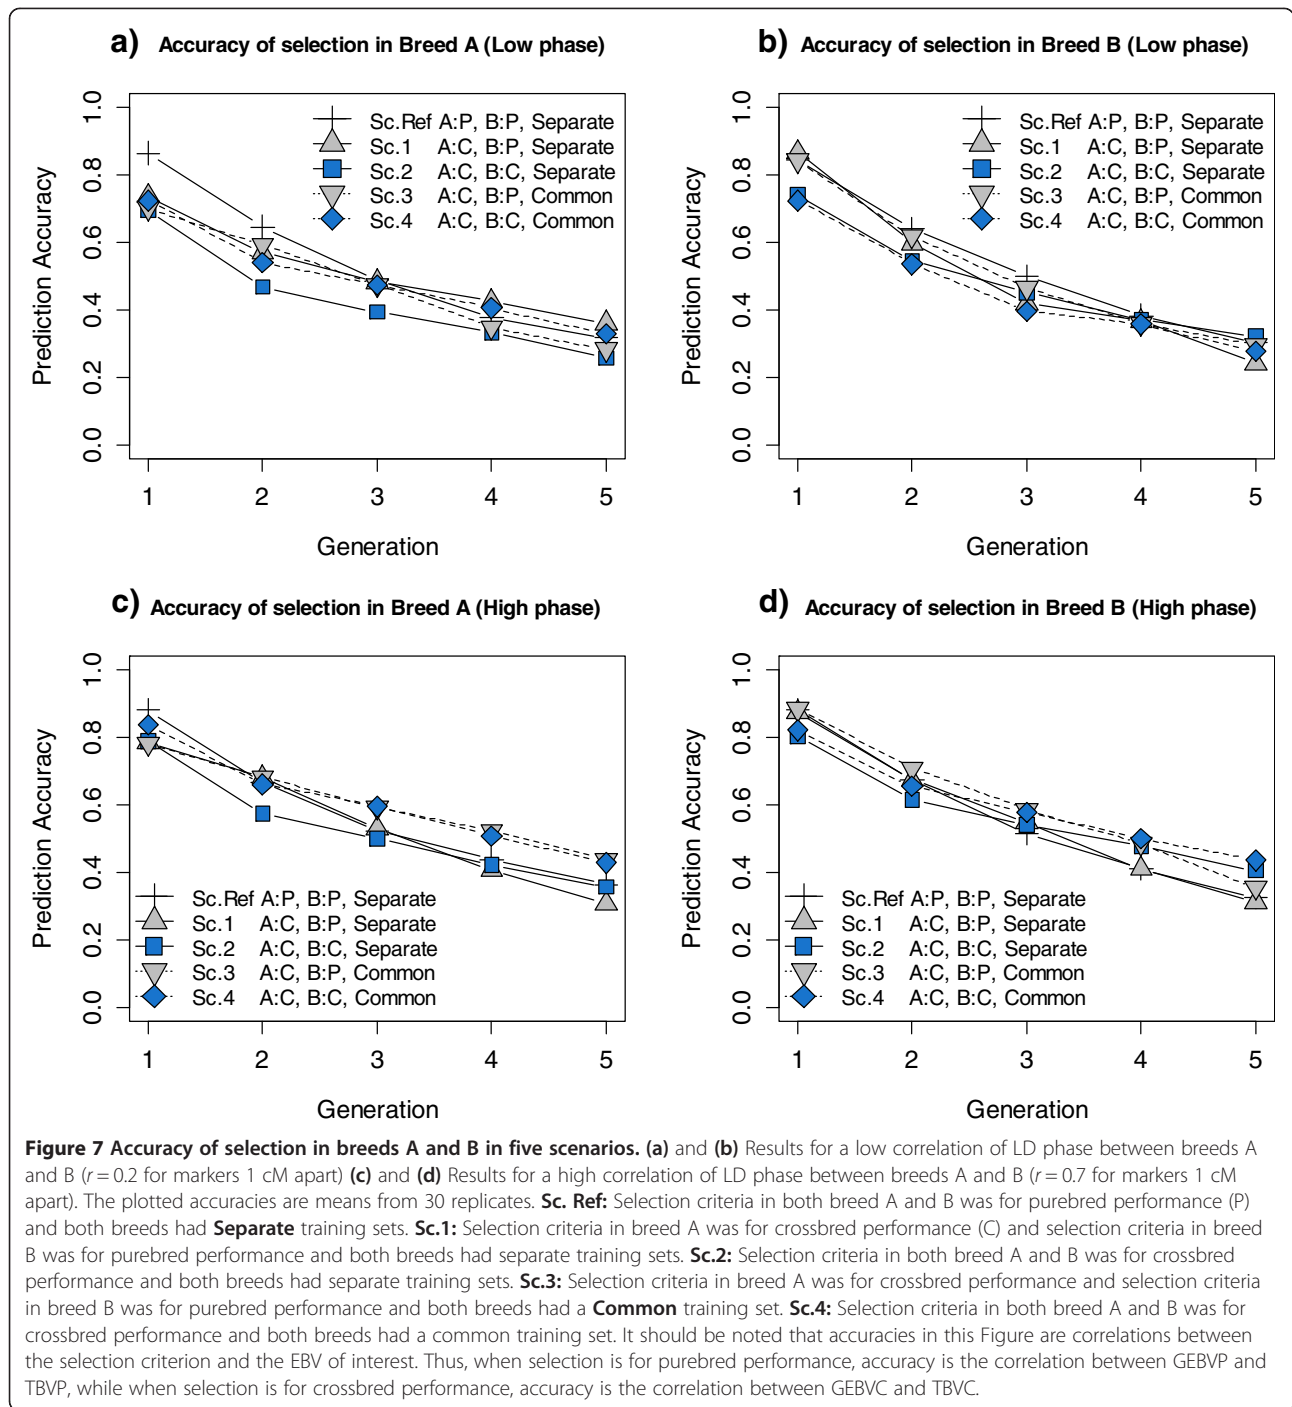 a) Accuracy of selection in Breed A (Low phase)
Prediction Accuracy
1.0
0.8
0.6
0.4
0.2
0.0
Sc.Ref A:P, B:P, Separate
Sc.1 A:C, B:P, Separate
Sc.2 A:C, B:C, Separate
Sc.3 A:C, B:P, Common
Sc.4 A:C, B:C, Common
1 2 3 4 5
Generation
b) Accuracy of selection in Breed B (Low phase)
Prediction Accuracy
1.0
0.8
0.6
0.4
0.2
0.0
Sc.Ref A:P, B:P, Separate
Sc.1 A:C, B:P, Separate
Sc.2 A:C, B:C, Separate
Sc.3 A:C, B:P, Common
Sc.4 A:C, B:C, Common
1 2 3 4 5
Generation
c) Accuracy of selection in Breed A (High phase)
Prediction Accuracy
1.0
0.8
0.6
0.4
0.2
0.0
Sc.Ref A:P, B:P, Separate
Sc.1 A:C, B:P, Separate
Sc.2 A:C, B:C, Separate
Sc.3 A:C, B:P, Common
Sc.4 A:C, B:C, Common
1 2 3 4 5
Generation
d) Accuracy of selection in Breed B (High phase)
Prediction Accuracy
1.0
0.8
0.6
0.4
0.2
0.0
Sc.Ref A:P, B:P, Separate
Sc.1 A:C, B:P, Separate
Sc.2 A:C, B:C, Separate
Sc.3 A:C, B:P, Common
Sc.4 A:C, B:C, Common
1 2 3 4 5
Generation
Figure 7 Accuracy of selection in breeds A and B in five scenarios. (a) and (b) Results for a low correlation of LD phase between breeds A
and B (r = 0.2 for markers 1 cM apart) (c) and (d) Results for a high correlation of LD phase between breeds A and B (r = 0.7 for markers 1 cM
apart). The plotted accuracies are means from 30 replicates. Sc. Ref: Selection criteria in both breed A and B was for purebred performance (P)
and both breeds had Separate training sets. Sc.1: Selection criteria in breed A was for crossbred performance (C) and selection criteria in breed
B was for purebred performance and both breeds had separate training sets. Sc.2: Selection criteria in both breed A and B was for crossbred
performance and both breeds had separate training sets. Sc.3: Selection criteria in breed A was for crossbred performance and selection criteria
in breed B was for purebred performance and both breeds had a Common training set. Sc.4: Selection criteria in both breed A and B was for
crossbred performance and both breeds had a common training set. It should be noted that accuracies in this Figure are correlations between
the selection criterion and the EBV of interest. Thus, when selection is for purebred performance, accuracy is the correlation between GEBVP and
TBVP, while when selection is for crossbred performance, accuracy is the correlation between GEBVC and TBVC.